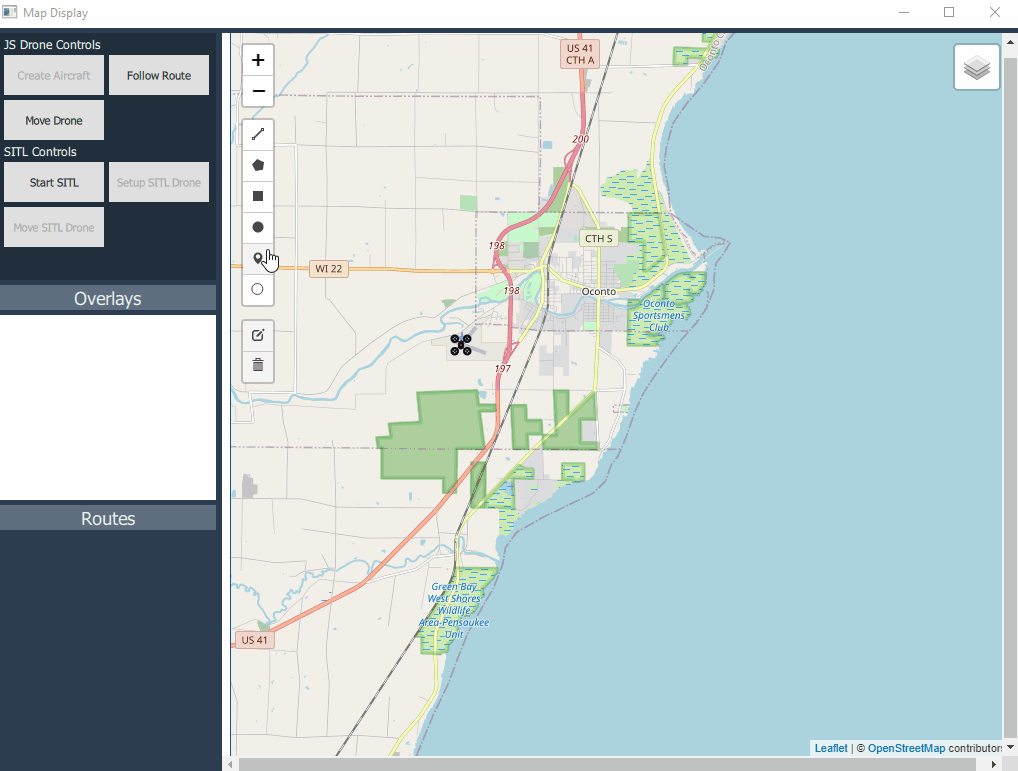 Map Display
JS Drone Controls
Create Aircraft
Follow Route
Move Drone
SITL Controls
Start SITL
Setup SITL Drone
Move SITL Drone
Overlays
Routes
+
−
US 41
CTH A
Oconto C
200
198
CTH S
WI 22
198
Oconto
Oconto
Sportsmens
Club
197
Green Bay
West Shores
Wildlife
Area-Pensaukee
Unit
US 41
Leaflet | © OpenStreetMap contributors